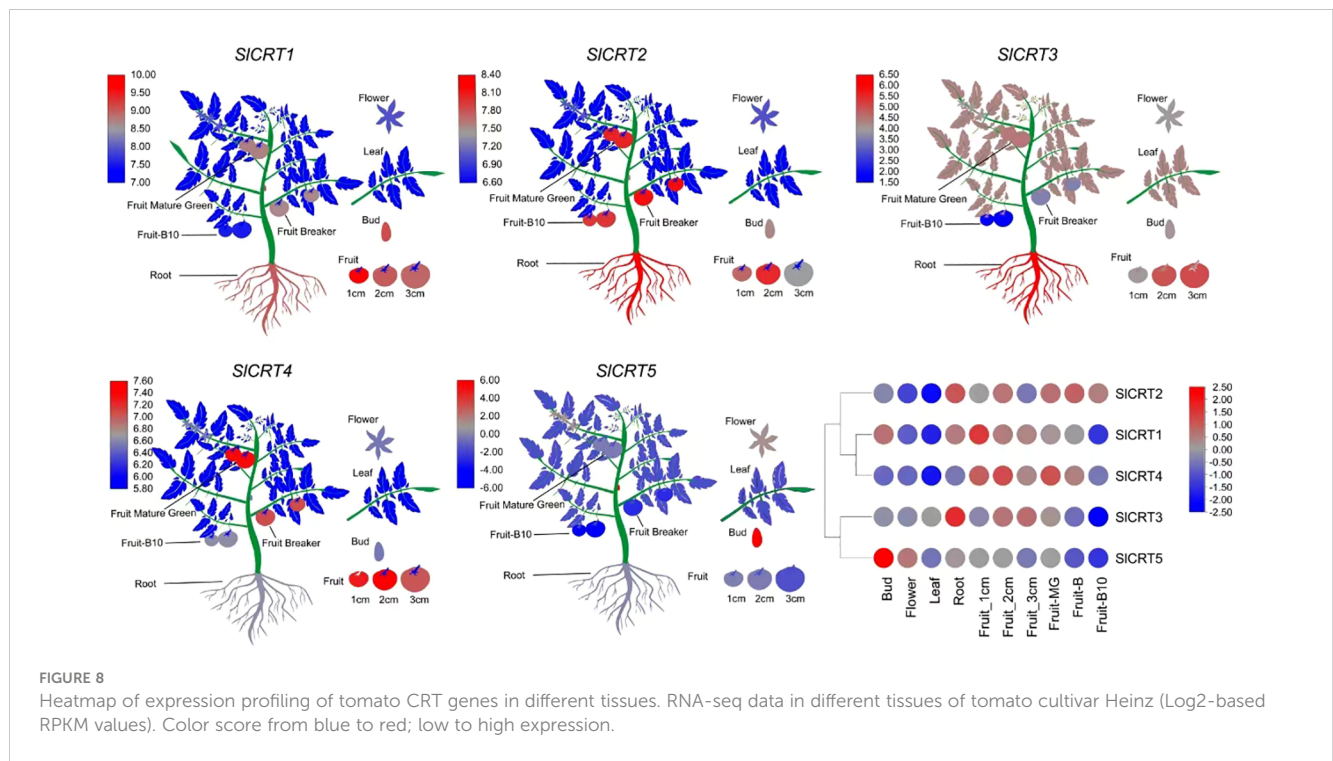 SlCRT1
10.00
9.50
9.00
8.50
8.00
7.50
7.00
Flower
Leaf
Fruit Mature Green
Fruit-B10
Fruit Breaker
Bud
Root
Fruit
1cm 2cm 3cm
SlCRT2
8.40
8.10
7.80
7.50
7.20
6.90
6.60
Flower
Leaf
Fruit Mature Green
Fruit-B10
Fruit Breaker
Bud
Root
Fruit
1cm 2cm 3cm
SlCRT3
6.50
6.00
5.50
5.00
4.50
4.00
3.50
3.00
2.50
2.00
1.50
Flower
Leaf
Fruit Mature Green
Fruit-B10
Fruit Breaker
Bud
Root
Fruit
1cm 2cm 3cm
SlCRT4
7.60
7.40
7.20
7.00
6.80
6.60
6.40
6.20
6.00
5.80
Flower
Leaf
Fruit Mature Green
Fruit-B10
Fruit Breaker
Bud
Root
Fruit
1cm 2cm 3cm
SlCRT5
6.00
4.00
2.00
0.00
-2.00
-4.00
-6.00
Flower
Leaf
Fruit Mature Green
Fruit-B10
Fruit Breaker
Bud
Root
Fruit
1cm 2cm 3cm
SlCRT2
SlCRT1
SlCRT4
SlCRT3
SlCRT5
Bud
Flower
Leaf
Root
Fruit_1cm
Fruit_2cm
Fruit_3cm
Fruit-MG
Fruit-B
Fruit-B10
2.50
2.00
1.50
1.00
0.50
0.00
-0.50
-1.00
-1.50
-2.00
-2.50
FIGURE 8
Heatmap of expression profiling of tomato CRT genes in different tissues. RNA-seq data in different tissues of tomato cultivar Heinz (Log2-based
RPKM values). Color score from blue to red; low to high expression.